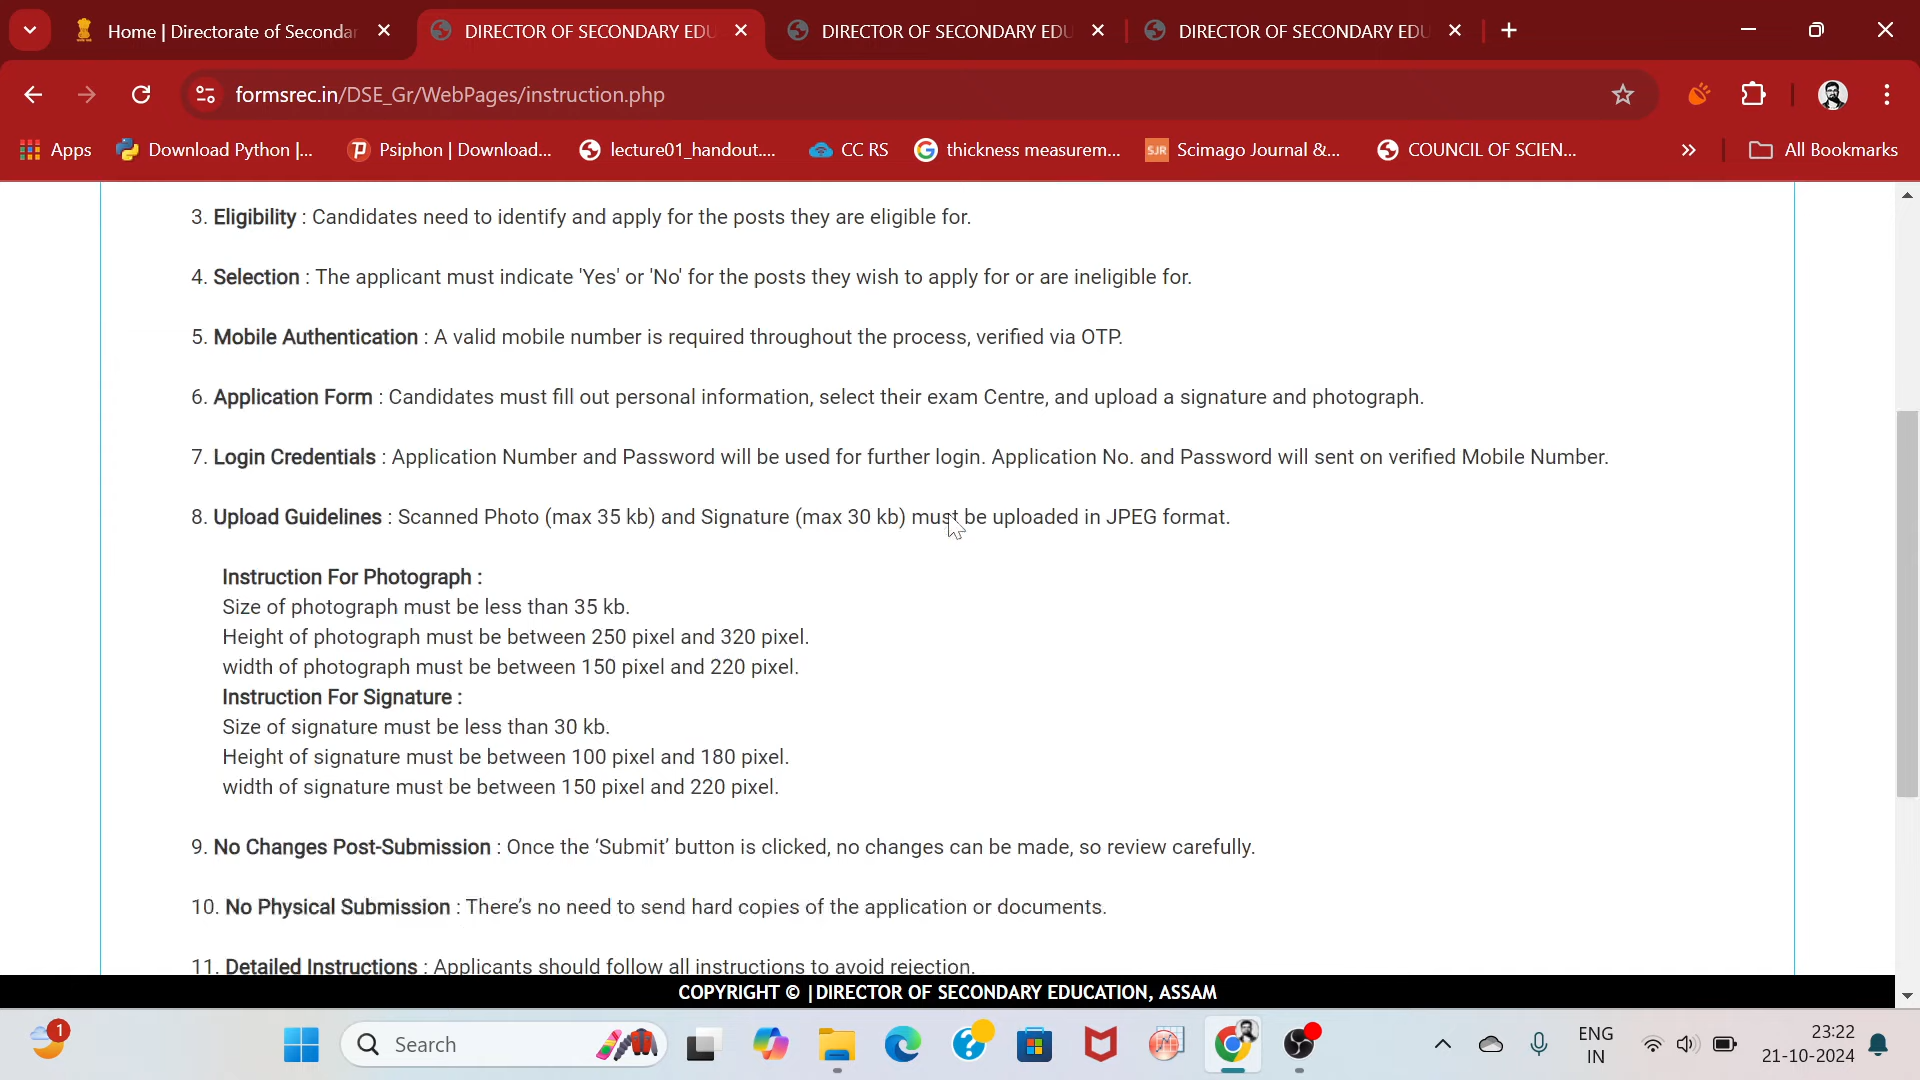 Home | Directorate of Secondar
DIRECTOR OF SECONDARY EDU
DIRECTOR OF SECONDARY EDU
DIRECTOR OF SECONDARY EDU
formsrec.in/DSE_Gr/WebPages/instruction.php
Apps
Download Python |...
Psiphon | Download...
lecture01_handout....
CC RS
thickness measurem...
SJR
Scimago Journal &...
COUNCIL OF SCIEN...
All Bookmarks
3. Eligibility : Candidates need to identify and apply for the posts they are eligible for.
4. Selection : The applicant must indicate 'Yes' or 'No' for the posts they wish to apply for or are ineligible for.
5. Mobile Authentication : A valid mobile number is required throughout the process, verified via OTP.
6. Application Form : Candidates must fill out personal information, select their exam Centre, and upload a signature and photograph.
7. Login Credentials : Application Number and Password will be used for further login. Application No. and Password will sent on verified Mobile Number.
8. Upload Guidelines : Scanned Photo (max 35 kb) and Signature (max 30 kb) must be uploaded in JPEG format.
Instruction For Photograph :
Size of photograph must be less than 35 kb.
Height of photograph must be between 250 pixel and 320 pixel.
width of photograph must be between 150 pixel and 220 pixel.
Instruction For Signature :
Size of signature must be less than 30 kb.
Height of signature must be between 100 pixel and 180 pixel.
width of signature must be between 150 pixel and 220 pixel.
9. No Changes Post-Submission : Once the ‘Submit’ button is clicked, no changes can be made, so review carefully.
10. No Physical Submission : There’s no need to send hard copies of the application or documents.
11. Detailed Instructions : Applicants should follow all instructions to avoid rejection.
COPYRIGHT © |DIRECTOR OF SECONDARY EDUCATION, ASSAM
1
Search
ENG
IN
23:22
21-10-2024